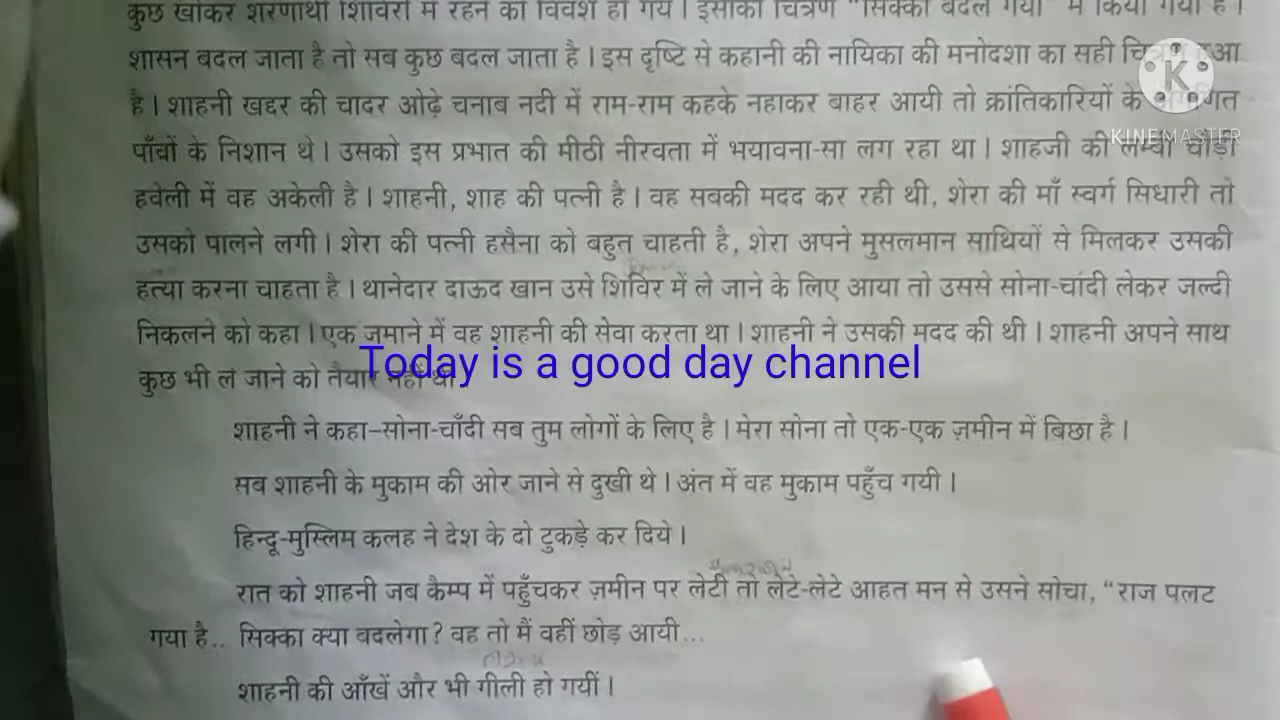 कुछ खोकर शरणार्थी शिविरों में रहने को विवश हो गये । इसीका चित्रण "सिक्का बदल गया" में किया गया है ।
शासन बदल जाता है तो सब कुछ बदल जाता है । इस दृष्टि से कहानी की नायिका की मनोदशा का सही
है । शाहनी खद्दर की चादर ओढ़े चनाब नदी में राम-राम कहके नहाकर बाहर आयी तो क्रांतिकारियों के
पाँवों के निशान थे । उसको इस प्रभात की मीठी नीरवता में भयावना-सा लग रहा था । शाहजी की लम्बी चौड़ी
हवेली में वह अकेली है । शाहनी, शाह की पत्नी है । वह सबकी मदद कर रही थी, शेरा की माँ स्वर्ग सिधारी तो
उसको पालने लगी । शेरा की पत्नी हसैना को बहुत चाहती है, शेरा अपने मुसलमान साथियों से मिलकर उसकी
हत्या करना चाहता है । थानेदार दाऊद खान उसे शिविर में ले जाने के लिए आया तो उससे सोना-चांदी लेकर जल्दी
निकलने को कहा । एक ज़माने में वह शाहनी की सेवा करता था । शाहनी ने उसकी मदद की थी । शाहनी अपने साथ
कुछ भी ले जाने को तैयार नहीं थी
शाहनी ने कहा–सोना-चाँदी सब तुम लोगों के लिए है । मेरा सोना तो एक-एक ज़मीन में बिछा है ।
सब शाहनी के मुकाम की ओर जाने से दुखी थे । अंत में वह मुकाम पहुँच गयी ।
हिन्दू-मुस्लिम कलह ने देश के दो टुकड़े कर दिये ।
रात को शाहनी जब कैम्प में पहुँचकर ज़मीन पर लेटी तो लेटे-लेटे आहत मन से उसने सोचा, "राज पलट
गया है.. सिक्का क्या बदलेगा? वह तो मैं वहीं छोड़ आयी...
शाहनी की आँखें और भी गीली हो गयीं ।
K
KINEMASTER
Today is a good day channel